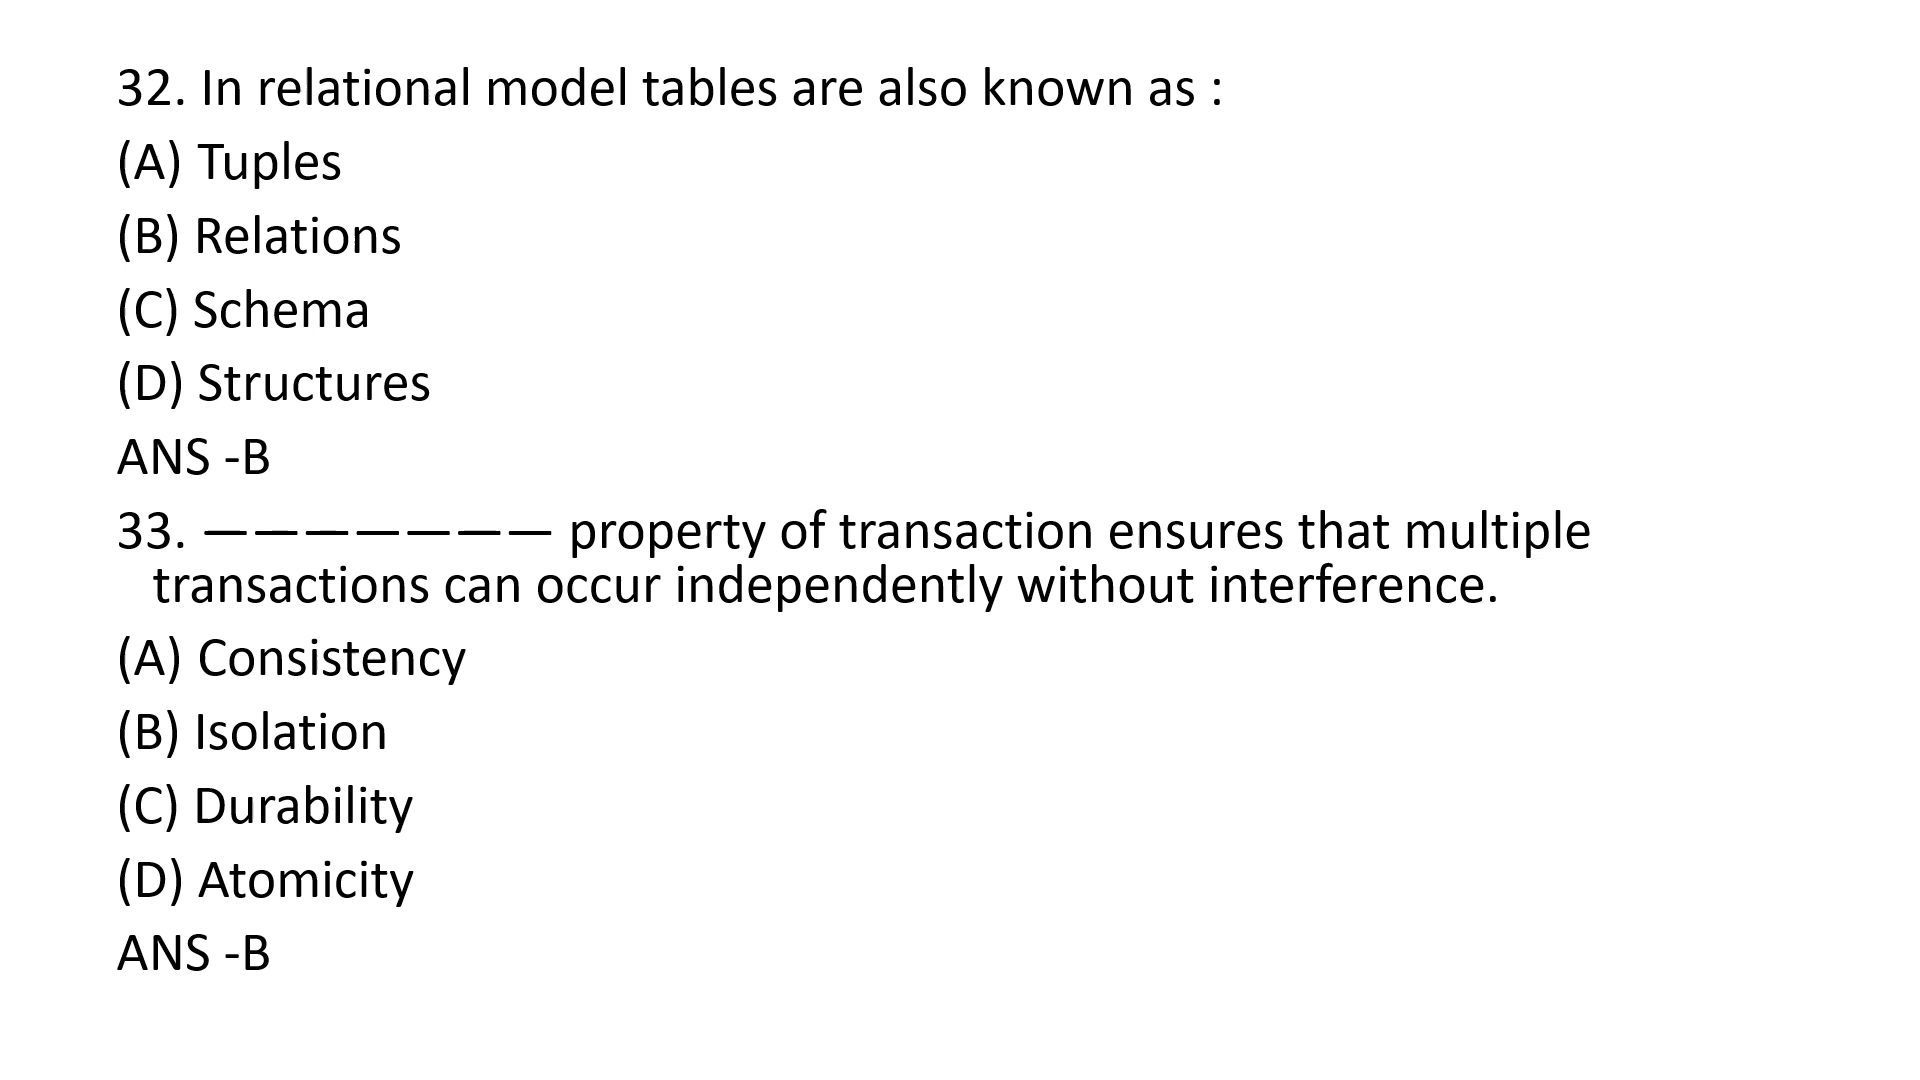 32. In relational model tables are also known as :
(A) Tuples
(B) Relations
(C) Schema
(D) Structures
ANS -B
33. ——————— property of transaction ensures that multiple
transactions can occur independently without interference.
(A) Consistency
(B) Isolation
(C) Durability
(D) Atomicity
ANS -B